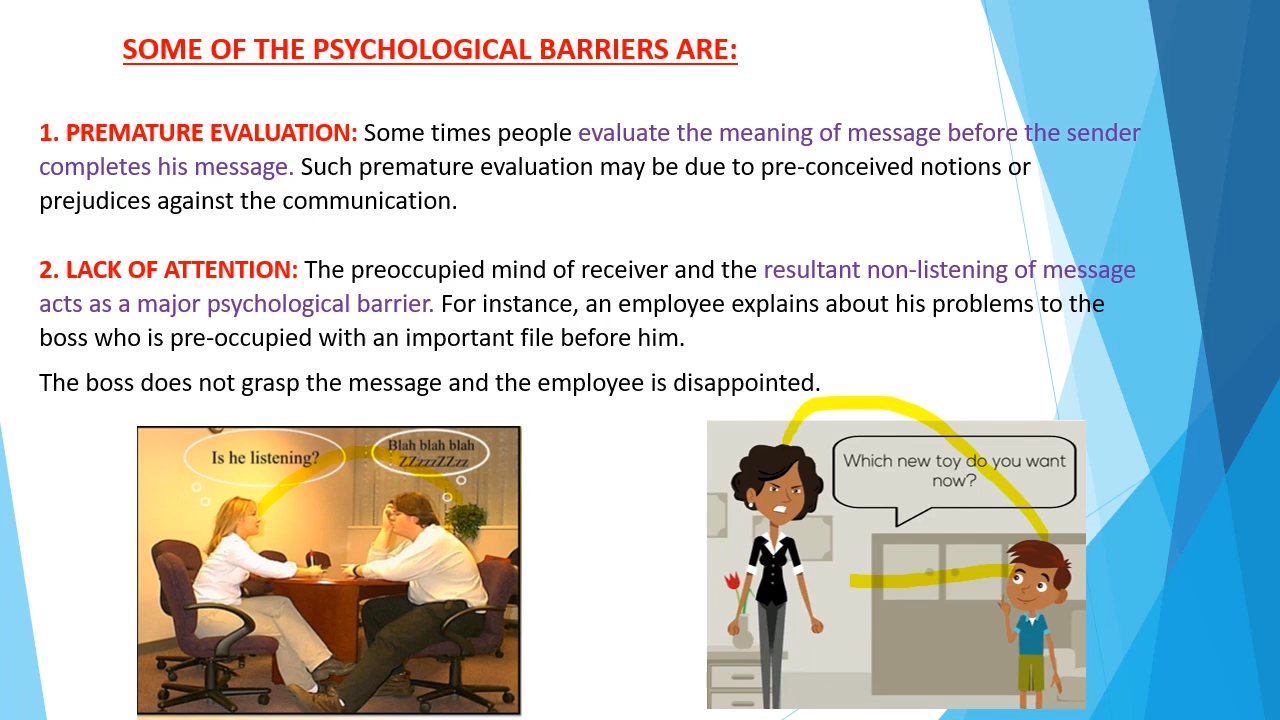 SOME OF THE PSYCHOLOGICAL BARRIERS ARE:
1. PREMATURE EVALUATION: Some times people evaluate the meaning of message before the sender
completes his message. Such premature evaluation may be due to pre-conceived notions or
prejudices against the communication.
2. LACK OF ATTENTION: The preoccupied mind of receiver and the resultant non-listening of message
acts as a major psychological barrier. For instance, an employee explains about his problems to the
boss who is pre-occupied with an important file before him.
The boss does not grasp the message and the employee is disappointed.
Is he listening?
Blah blah blah
ZZzzzZZzz
Which new toy do you want
now?